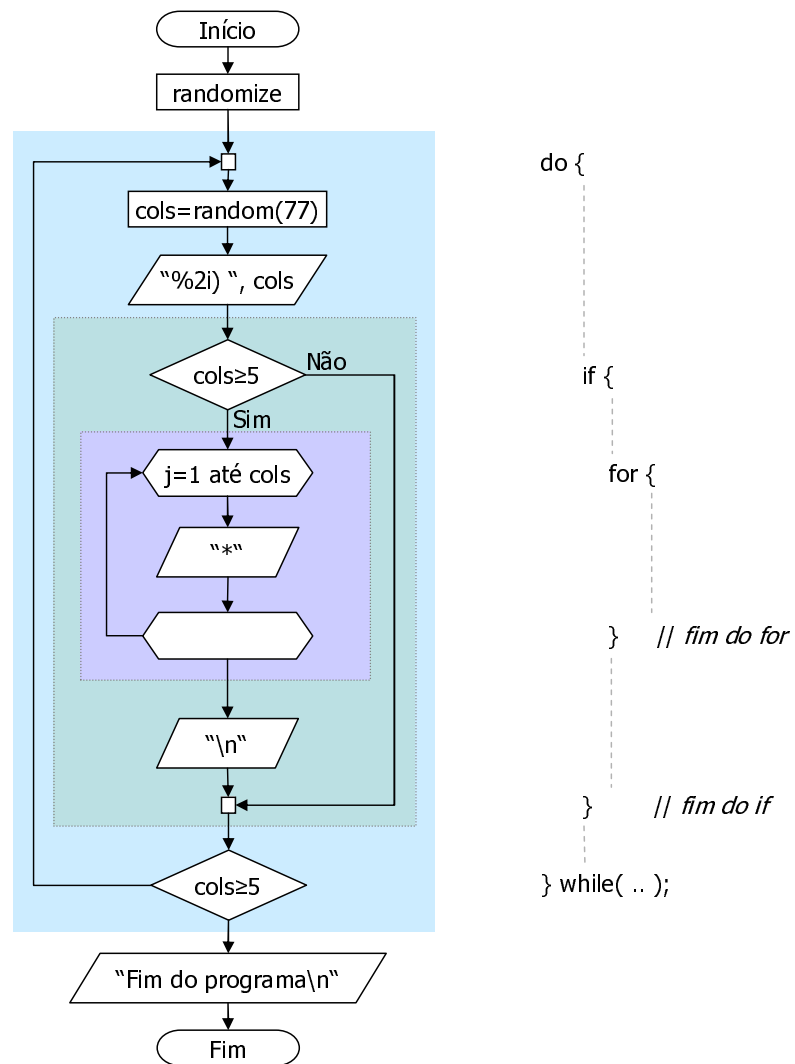 Início
randomize
do {
cols=random(77)
“%2i) “, cols
Não
cols≥5
if {
Sim
j=1 até cols
for {
“*“
} // fim do for
“\n“
} // fim do if
cols≥5
} while( .. );
“Fim do programa\n“
Fim